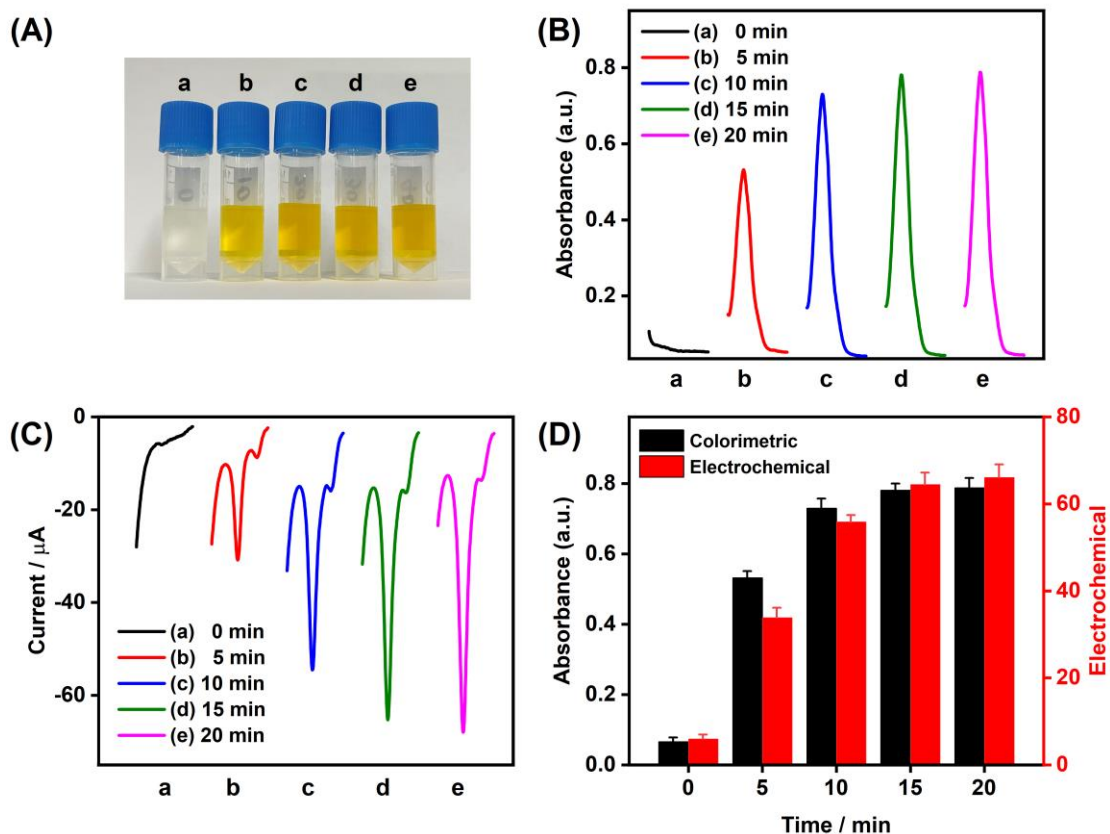 (A)
a b c d e
(B)
(a) 0 min
(b) 5 min
(c) 10 min
(d) 15 min
(e) 20 min
Absorbance (a.u.)
0.8
0.6
0.4
0.2
a b c d e
(C)
0
-20
-40
-60
Current / μA
(a) 0 min
(b) 5 min
(c) 10 min
(d) 15 min
(e) 20 min
a b c d e
(D)
Colorimetric
Electrochemical
Absorbance (a.u.)
0.8
0.6
0.4
0.2
0.0
80
60
40
20
0
Electrochemical
0 5 10 15 20
Time / min